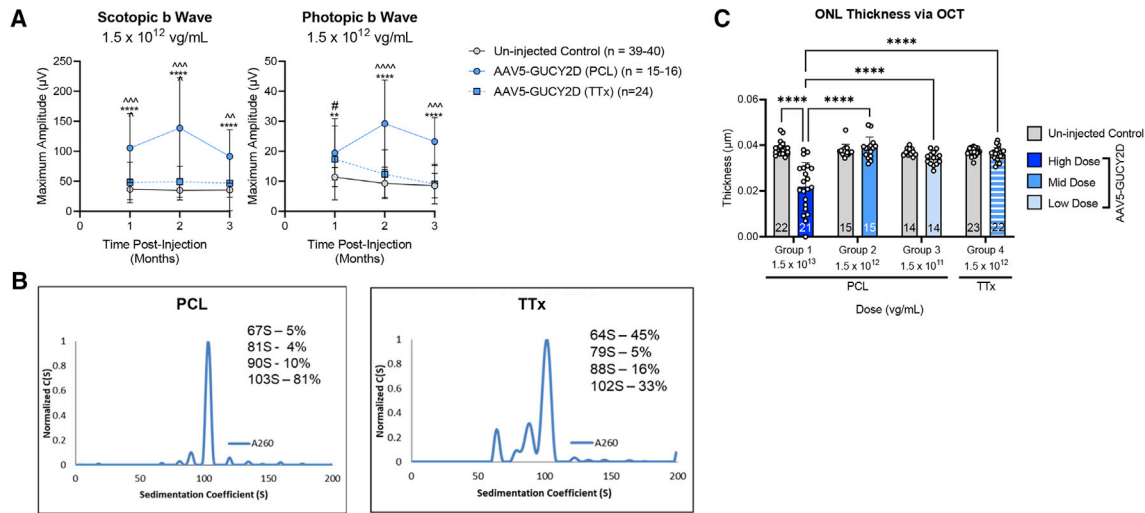 A
Scotopic b Wave
1.5 x 10¹² vg/mL
Maximum Amplitude (µV)
250
200
150
100
50
0
^^^
****
^^^
****
^^
****
0
1
2
3
Time Post-Injection
(Months)
Photopic b Wave
1.5 x 10¹² vg/mL
Maximum Amplitude (µV)
50
40
30
20
10
0
#
**
^^^^
****
^^^
****
0
1
2
3
Time Post-Injection
(Months)
Un-injected Control (n = 39-40)
AAV5-GUCY2D (PCL) (n = 15-16)
AAV5-GUCY2D (TTx) (n=24)
B
PCL
67S – 5%
81S - 4%
90S - 10%
103S – 81%
Normalized C(S)
1
0.8
0.6
0.4
0.2
0
A260
0
50
100
150
200
Sedimentation Coefficient (S)
TTx
64S – 45%
79S – 5%
88S – 16%
102S – 33%
Normalized C(S)
1
0.8
0.6
0.4
0.2
0
A260
0
50
100
150
200
Sedimentation Coefficient (S)
C
ONL Thickness via OCT
****
****
****
****
Thickness (µm)
0.06
0.04
0.02
0.00
22
21
15
15
14
14
23
22
Group 1
1.5 x 10¹³
Group 2
1.5 x 10¹²
Group 3
1.5 x 10¹¹
Group 4
1.5 x 10¹²
PCL
TTx
Dose (vg/mL)
Un-injected Control
High Dose
Mid Dose
Low Dose
AAV5-GUCY2D